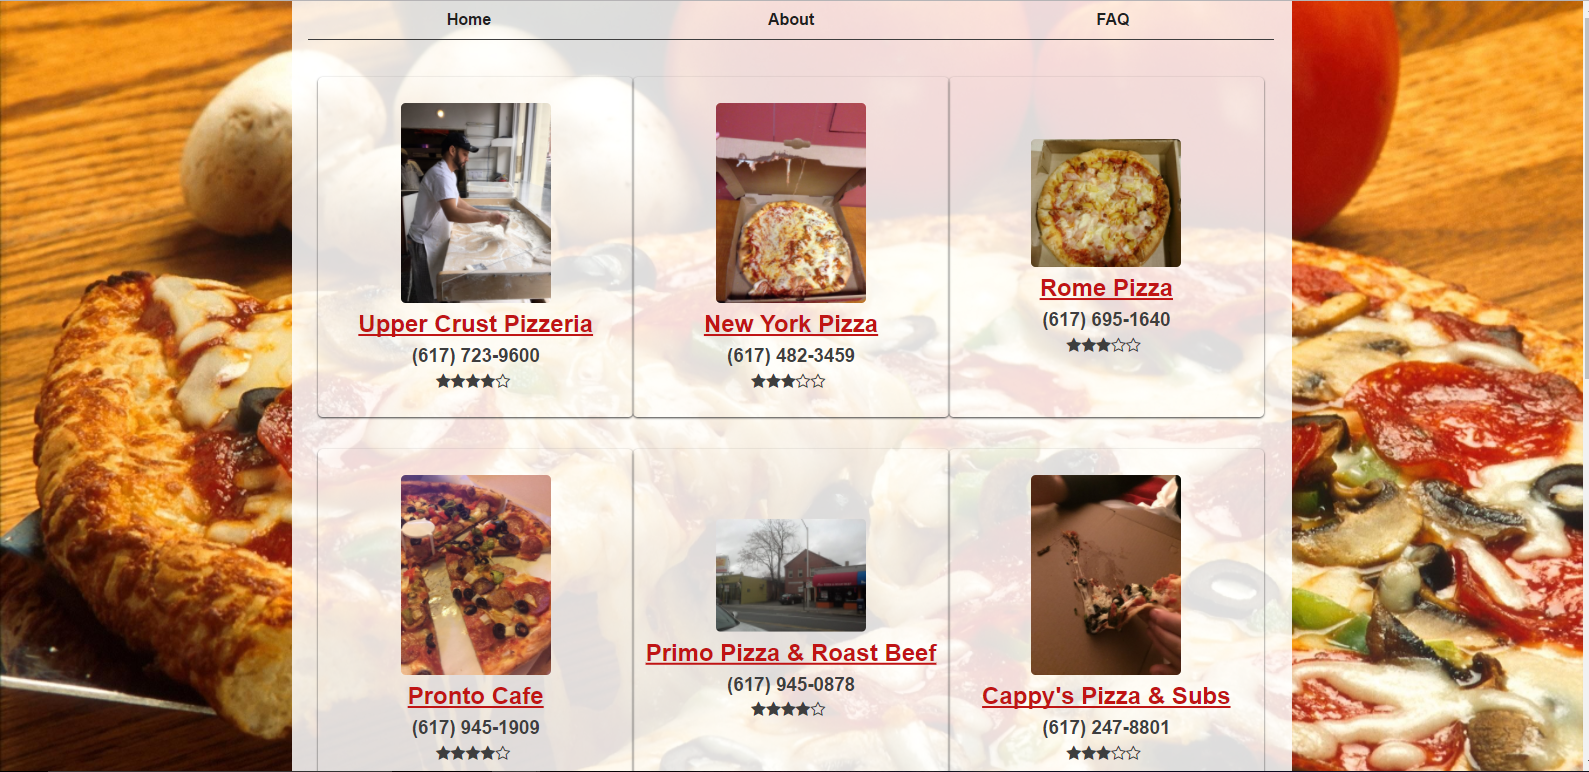 Home About FAQ
Upper Crust Pizzeria
(617) 723-9600
New York Pizza
(617) 482-3459
Rome Pizza
(617) 695-1640
Pronto Cafe
(617) 945-1909
Primo Pizza & Roast Beef
(617) 945-0878
Cappy's Pizza & Subs
(617) 247-8801